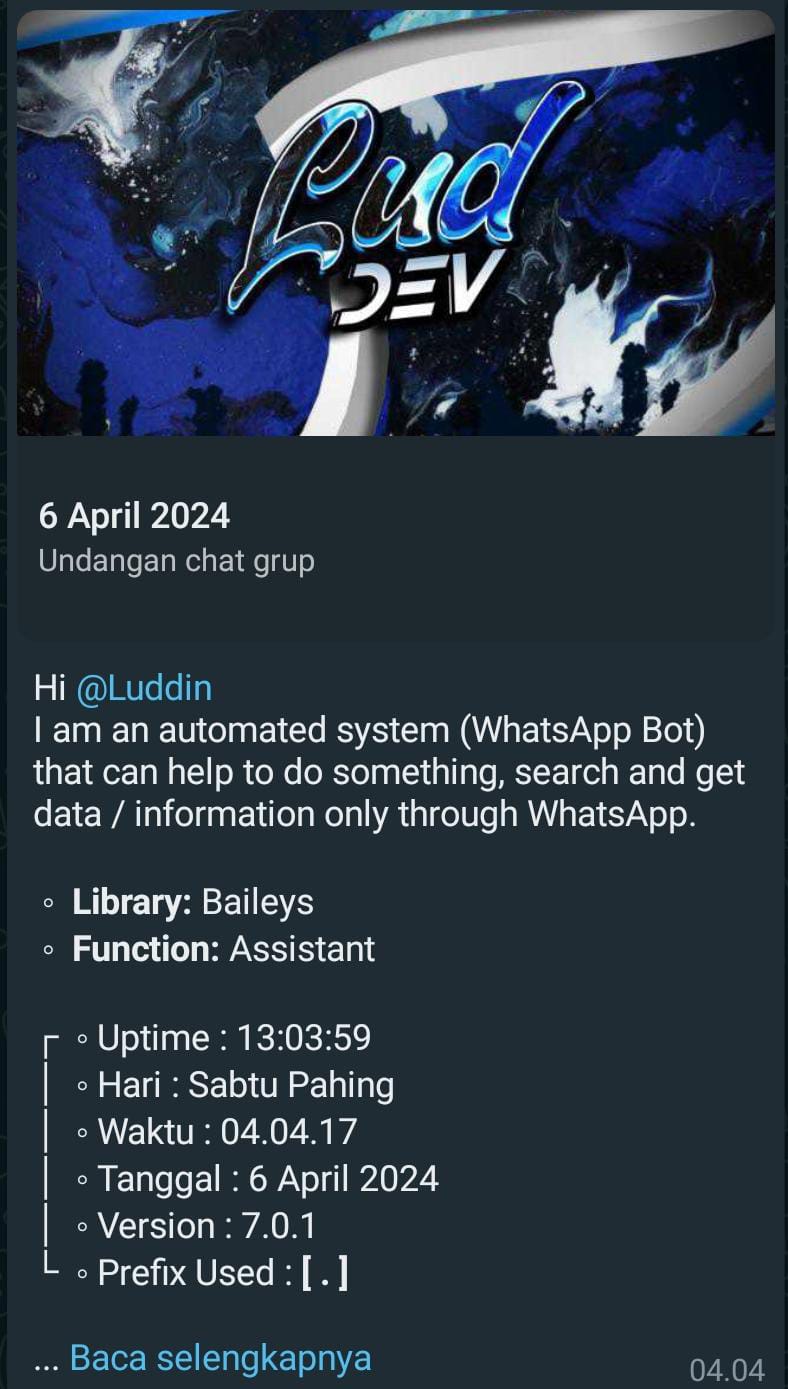 Lud
DEV
6 April 2024
Undangan chat grup
Hi @Luddin
I am an automated system (WhatsApp Bot)
that can help to do something, search and get
data / information only through WhatsApp.
◦ Library: Baileys
◦ Function: Assistant
┌ ◦ Uptime : 13:03:59
│ ◦ Hari : Sabtu Pahing
│ ◦ Waktu : 04.04.17
│ ◦ Tanggal : 6 April 2024
│ ◦ Version : 7.0.1
└ ◦ Prefix Used : [ . ]
... Baca selengkapnya
04.04